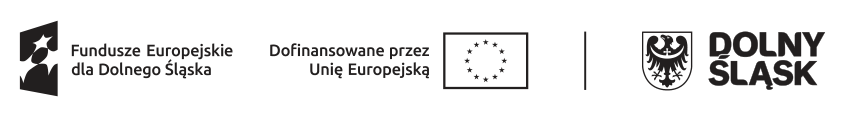 Fundusze Europejskie
dla Dolnego Śląska
Dofinansowane przez
Unię Europejską
DOLNY
ŚLĄSK